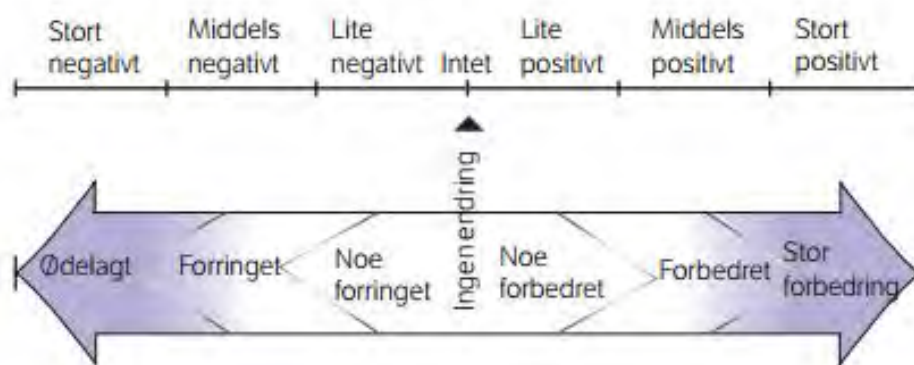 Stort negativt
Middels negativt
Lite negativt
Intet
Lite positivt
Middels positivt
Stort positivt
Ingen endring
Ødelagt
Forringet
Noe forringet
Noe forbedret
Forbedret
Stor forbedring